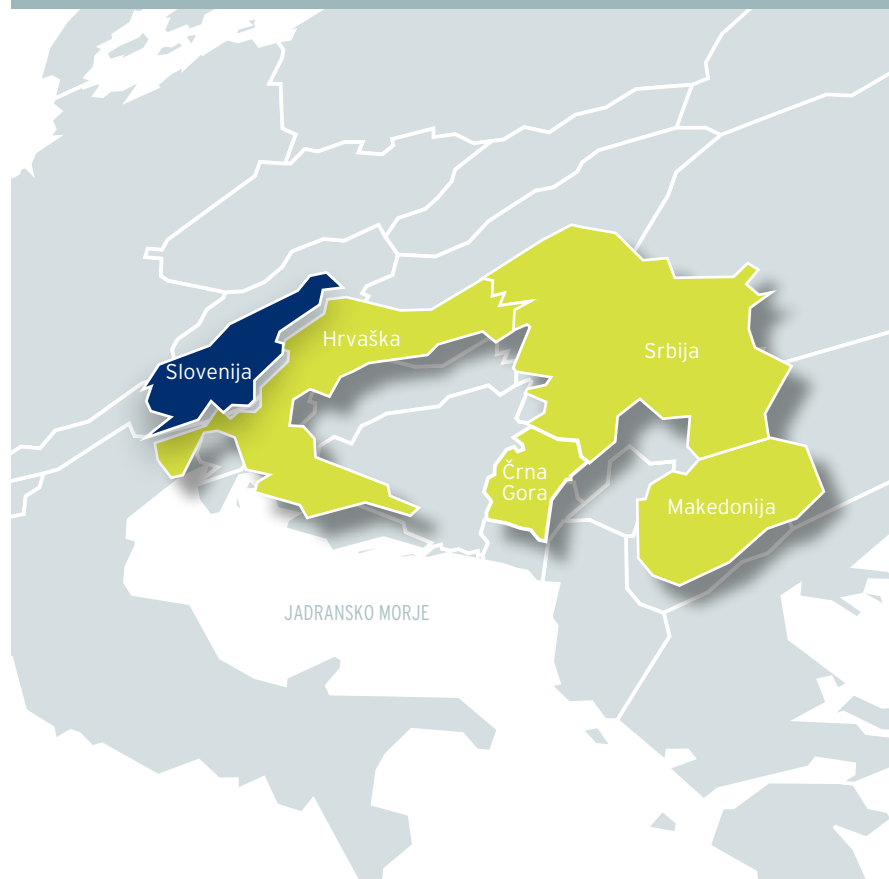 Hrvaška
Srbija
Slovenija
Črna
Gora
Makedonija
JADRANSKO MORJE